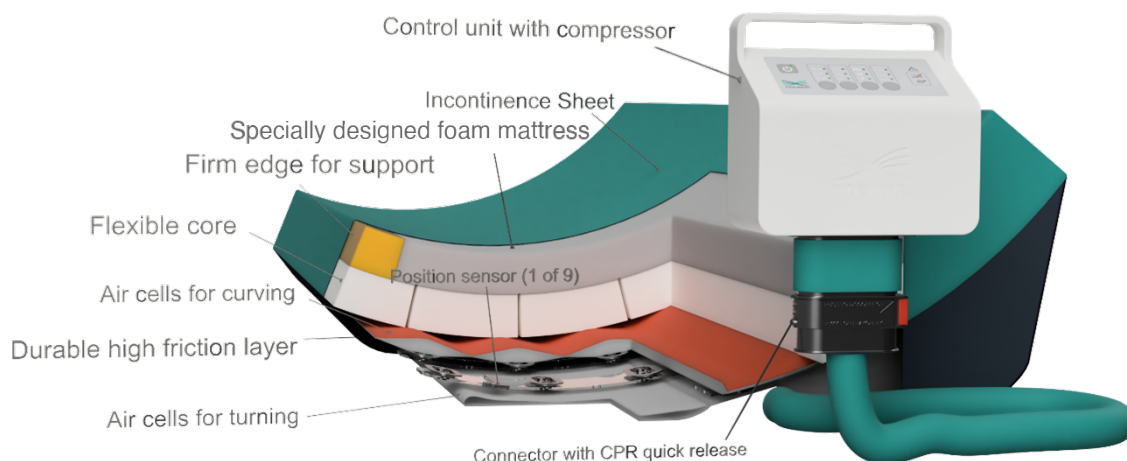 Control unit with compressor
Incontinence Sheet
Specially designed foam mattress
Firm edge for support
Flexible core
Position sensor (1 of 9)
Air cells for curving
Durable high friction layer
Air cells for turning
Connector with CPR quick release